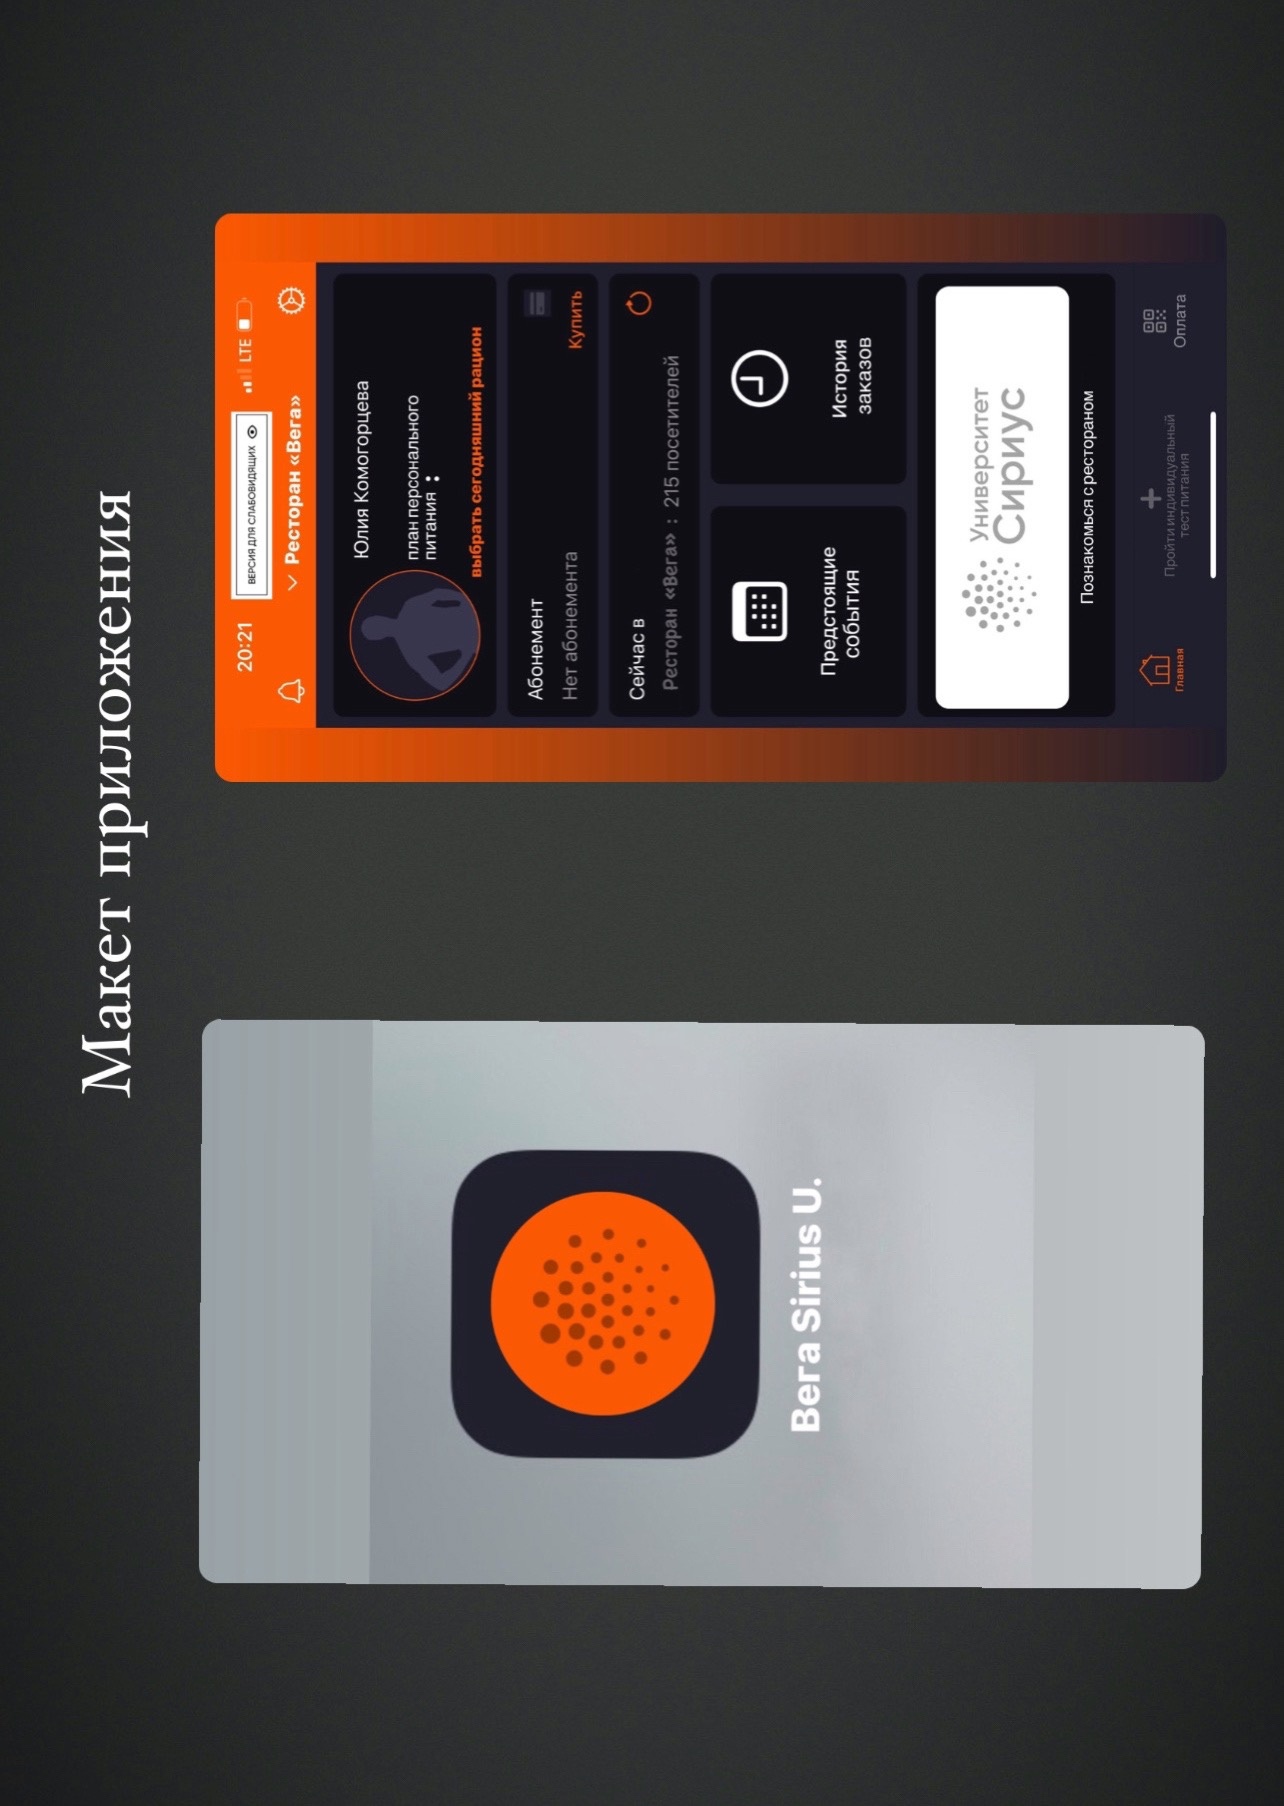 Макет приложения
Вега Sirius U.
20:21
ВЕРСИЯ ДЛЯ СЛАБОВИДЯЩИХ
LTE
Ресторан «Вега»
Юлия Комогорцева
план персонального
питания :
выбрать сегодняшний рацион
Абонемент
Нет абонемента
Купить
Сейчас в
Ресторан «Вега» : 215 посетителей
Предстоящие
события
История
заказов
Университет
Сириус
Познакомься с рестораном
Главная
Пройти индивидуальный
тест питания
Оплата